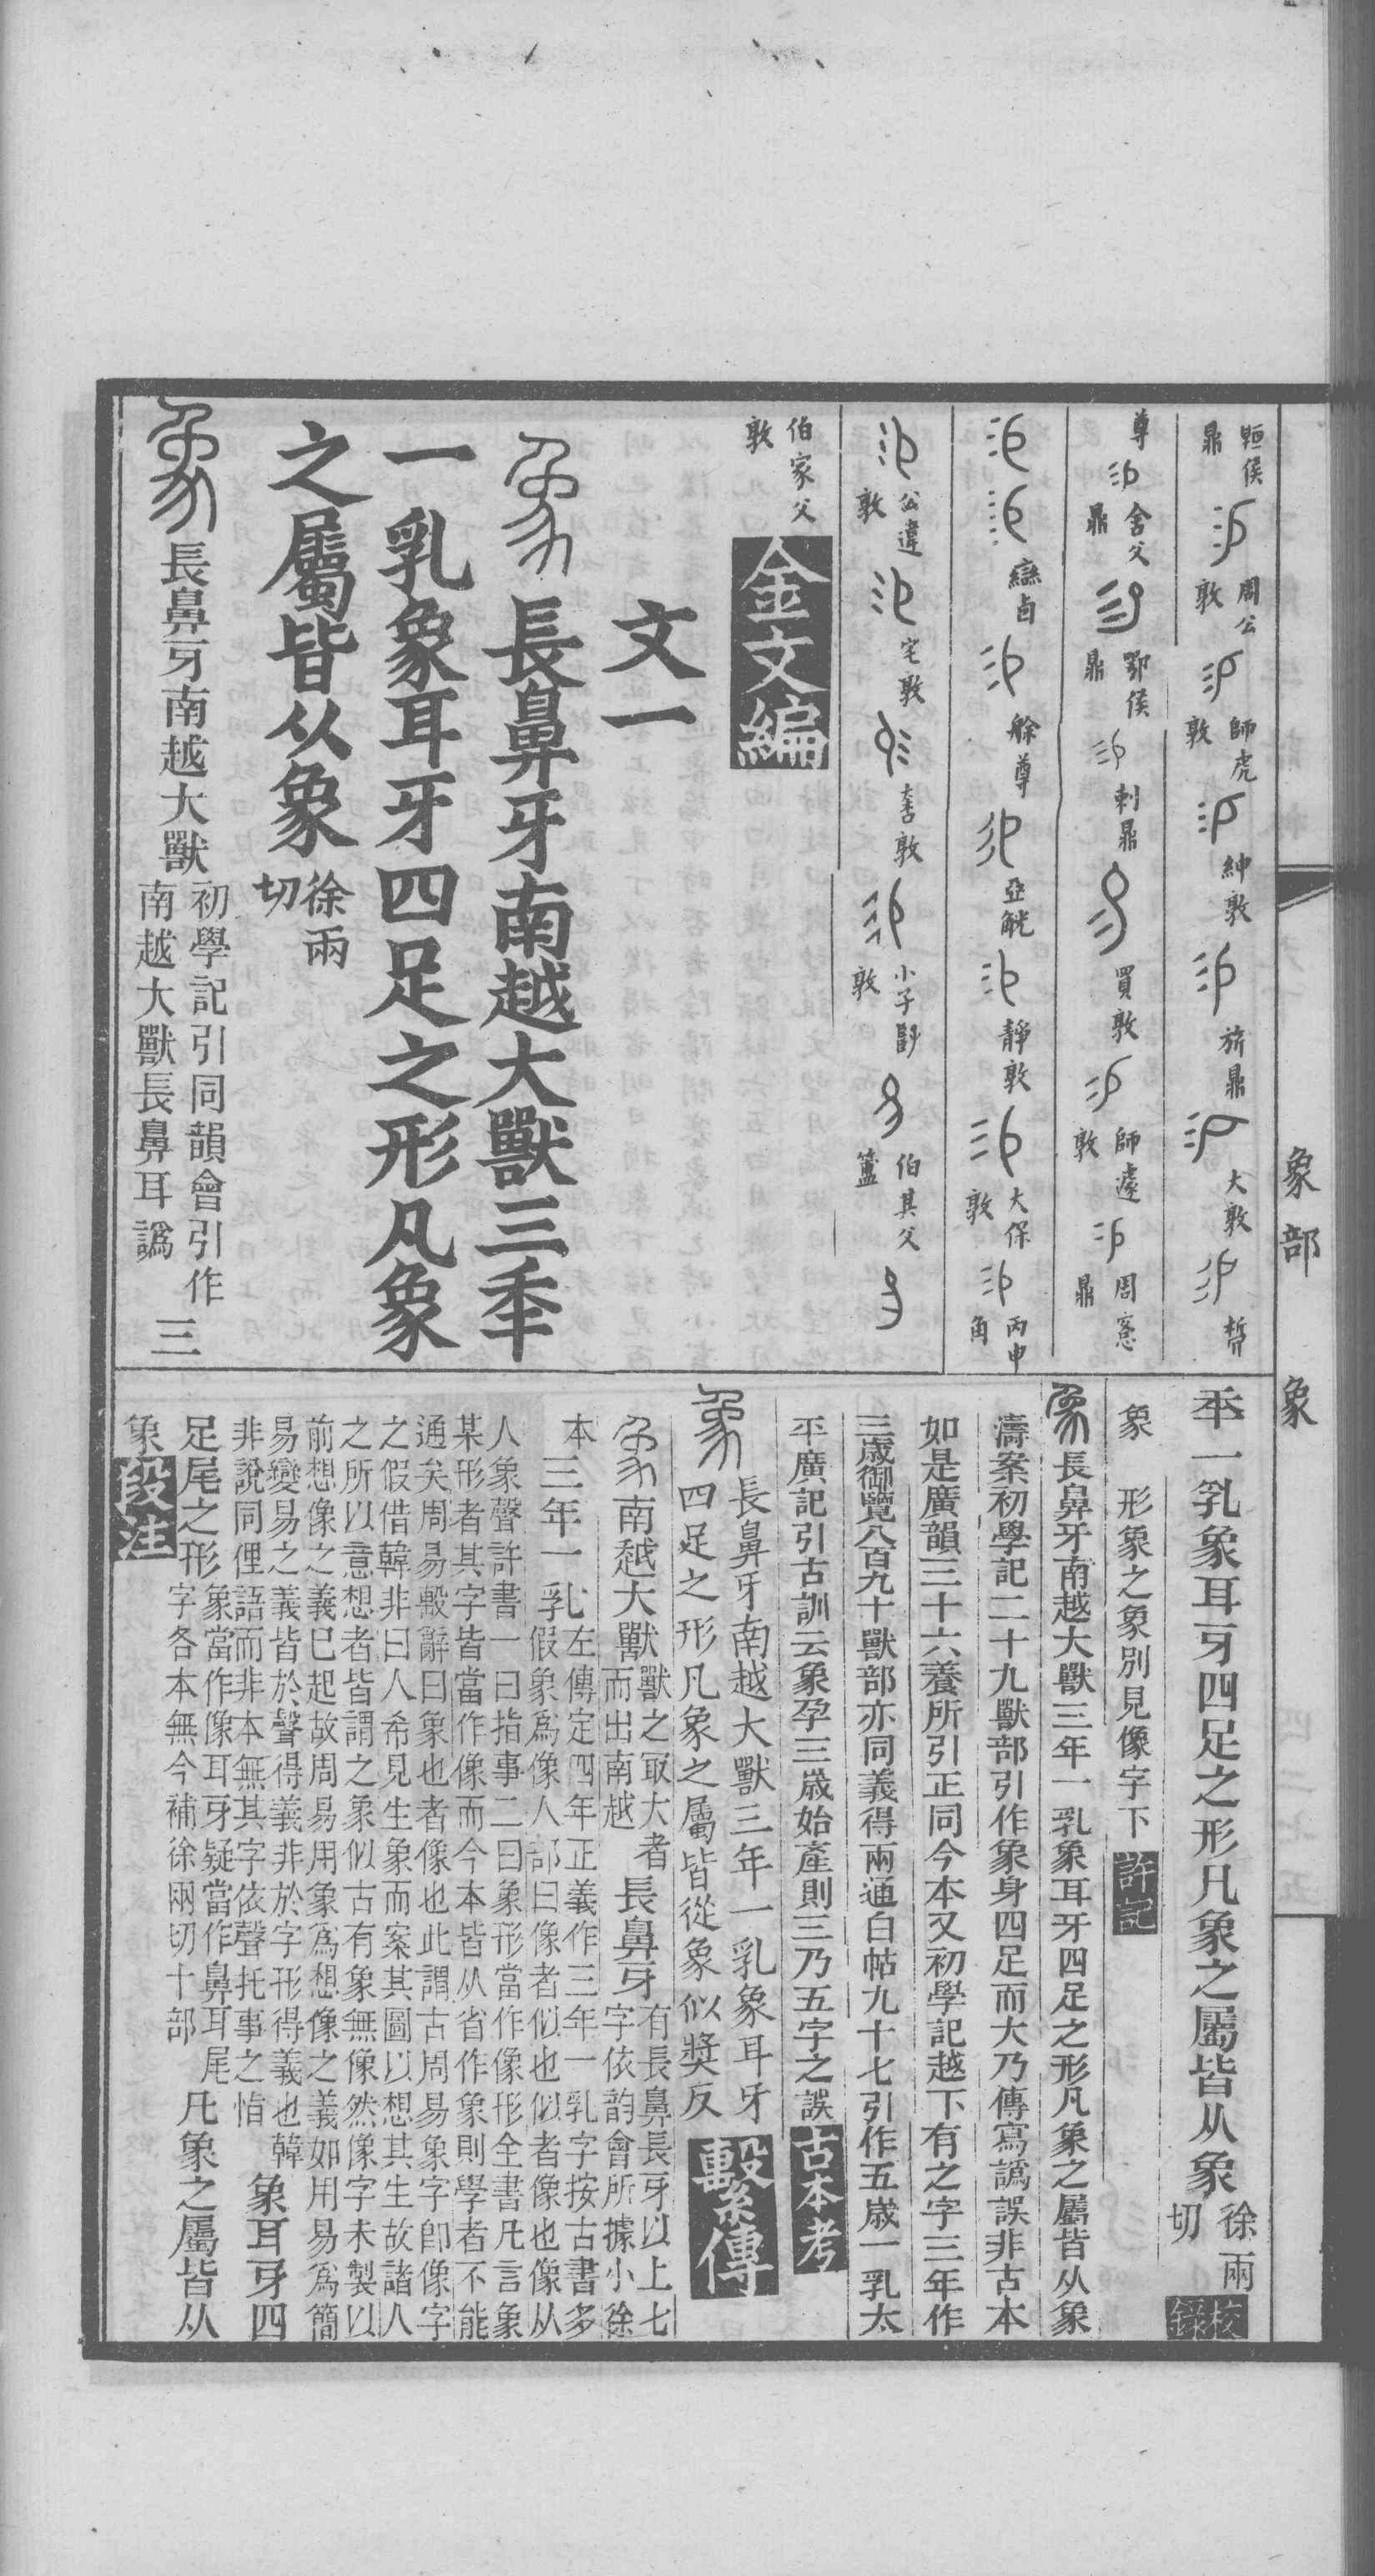 象部　象
𧻚侯鼎　周公敦　師虎敦　紳敦　旂鼎　大敦
尊　舍父鼎　鄂侯鼎　剌鼎　買敦　師遽敦　周窓鼎
䜌卣　艅尊　亞觥　靜敦　大保敦　丙申角
公違敦　宅敦　敦　小子敦　伯其父簠
伯家父敦　金文編
文一
象　長鼻牙南越大獸三秊
一乳象耳牙四足之形凡象
之屬皆从象徐兩切
象　長鼻牙南越大獸初學記引同韻會引作南越大獸長鼻耳譌三
秊一乳象耳牙四足之形凡象之屬皆从象徐兩切　校錄
象　形象之象別見像字下　許記
象　長鼻牙南越大獸三年一乳象耳牙四足之形凡象之屬皆从象
濤案初學記二十九獸部引作象身四足而大乃傳寫譌誤非古本
如是廣韻三十六養所引正同今本又初學記越下有之字三年作
三歲御覽八百九十獸部亦同義得兩通白帖九十七引作五歲一乳太
平廣記引古訓云象孕三歲始產則三乃五字之誤　古本考
象　長鼻牙南越大獸三年一乳象耳牙
四足之形凡象之屬皆從象似獎反　繫傳
象　南越大獸獸之冣大者而出南越長鼻牙有長鼻長牙以上七字依韵會所據小徐
本三年一乳左傳定四年正義作三年一乳字按古書多假象爲像人部曰像者似也似者像也像从
人象聲許書一曰指事二曰象形當作像形全書凡言象
某形者其字皆當作像而今本皆从省作象則學者不能
通矣周易𣪠辭曰象也者像也此謂古周易象字卽像字
之假借韓非曰人希見生象而案其圖以想其生故諸人
之所以意想者皆謂之象似古有象無像然像字未製以
前想像之義已起故周易用象爲想像之義如用易爲簡
易變易之義皆於聲得義非於字形得義也韓
非說同俚語而非本無其字依聲托事之恉　象耳牙四
足尾之形象當作像耳牙疑當作鼻耳尾字各本無今補徐兩切十部凡象之屬皆从
象　段注